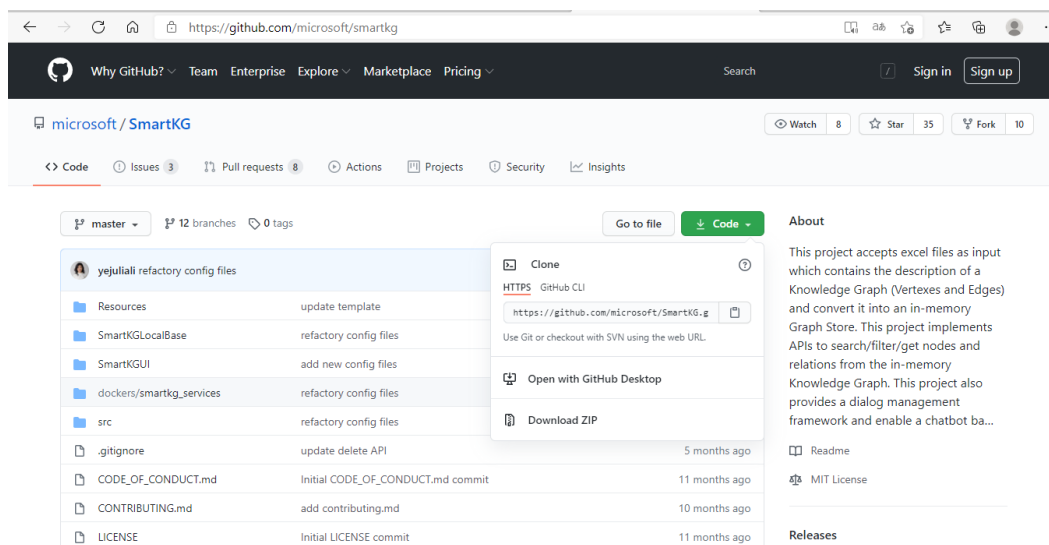 https://github.com/microsoft/smartkg
Why GitHub? Team Enterprise Explore Marketplace Pricing Search / Sign in Sign up
microsoft / SmartKG Watch 8 Star 35 Fork 10
Code Issues 3 Pull requests 8 Actions Projects Security Insights
master 12 branches 0 tags Go to file Code
About
yejuliali refactory config files
Clone
HTTPS GitHub CLI
https://github.com/microsoft/SmartKG.g
Use Git or checkout with SVN using the web URL.
Open with GitHub Desktop
Download ZIP
Resources update template
SmartKGLocalBase refactory config files
SmartKGUI add new config files
dockers/smartkg_services refactory config files
src refactory config files
.gitignore update delete API 5 months ago
CODE_OF_CONDUCT.md Initial CODE_OF_CONDUCT.md commit 11 months ago
CONTRIBUTING.md add contributing.md 10 months ago
LICENSE Initial LICENSE commit 11 months ago
This project accepts excel files as input
which contains the description of a
Knowledge Graph (Vertexes and Edges)
and convert it into an in-memory
Graph Store. This project implements
APIs to search/filter/get nodes and
relations from the in-memory
Knowledge Graph. This project also
provides a dialog management
framework and enable a chatbot ba...
Readme
MIT License
Releases